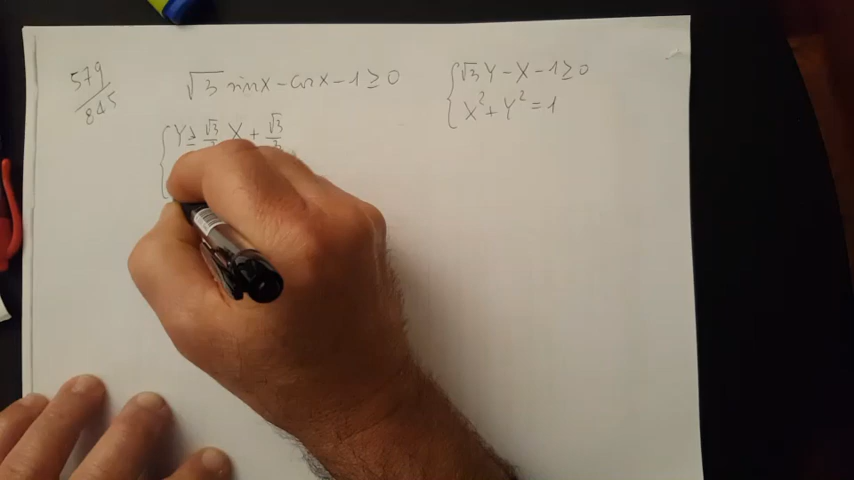 579/845
√3 sinx - cosx - 1 ≥ 0
{ √3 Y - X - 1 ≥ 0
X² + Y² = 1
{ Y ≥ √3/3 X + √3/3